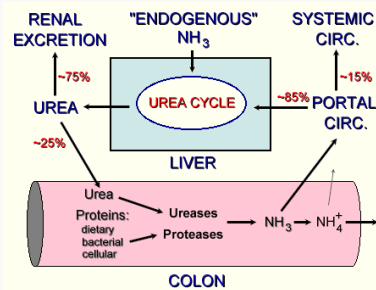 RENAL
EXCRETION
"ENDOGENOUS"
NH3
SYSTEMIC
CIRC.
~75%
~15%
UREA
UREA CYCLE
~85%
PORTAL
CIRC.
~25%
LIVER
Urea
Proteins:
dietary
bacterial
cellular
Ureases
Proteases
NH3
NH4+
COLON